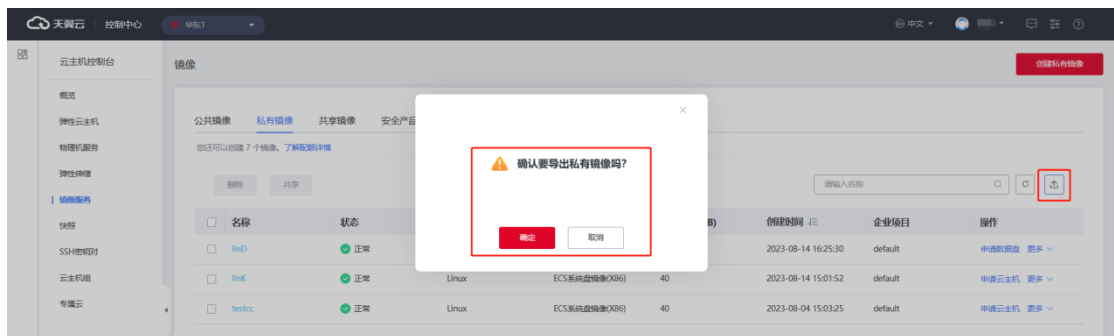 天翼云 控制中心 华东1 中文
云主机控制台 镜像 创建私有镜像
概览
弹性云主机
物理机服务
弹性伸缩
镜像服务
快照
SSH密钥对
云主机组
专属云
公共镜像 私有镜像 共享镜像 安全产品
您还可以创建 7 个镜像。了解配额详情
删除 共享 请输入名称
确认要导出私有镜像吗？
确定 取消
名称 状态 B) 创建时间 企业项目 操作
linD 正常 2023-08-14 16:25:30 default 申请数据盘 更多
linK 正常 Linux ECS系统盘镜像(X86) 40 2023-08-14 15:01:52 default 申请云主机 更多
testcc 正常 Linux ECS系统盘镜像(X86) 40 2023-08-04 15:03:25 default 申请云主机 更多